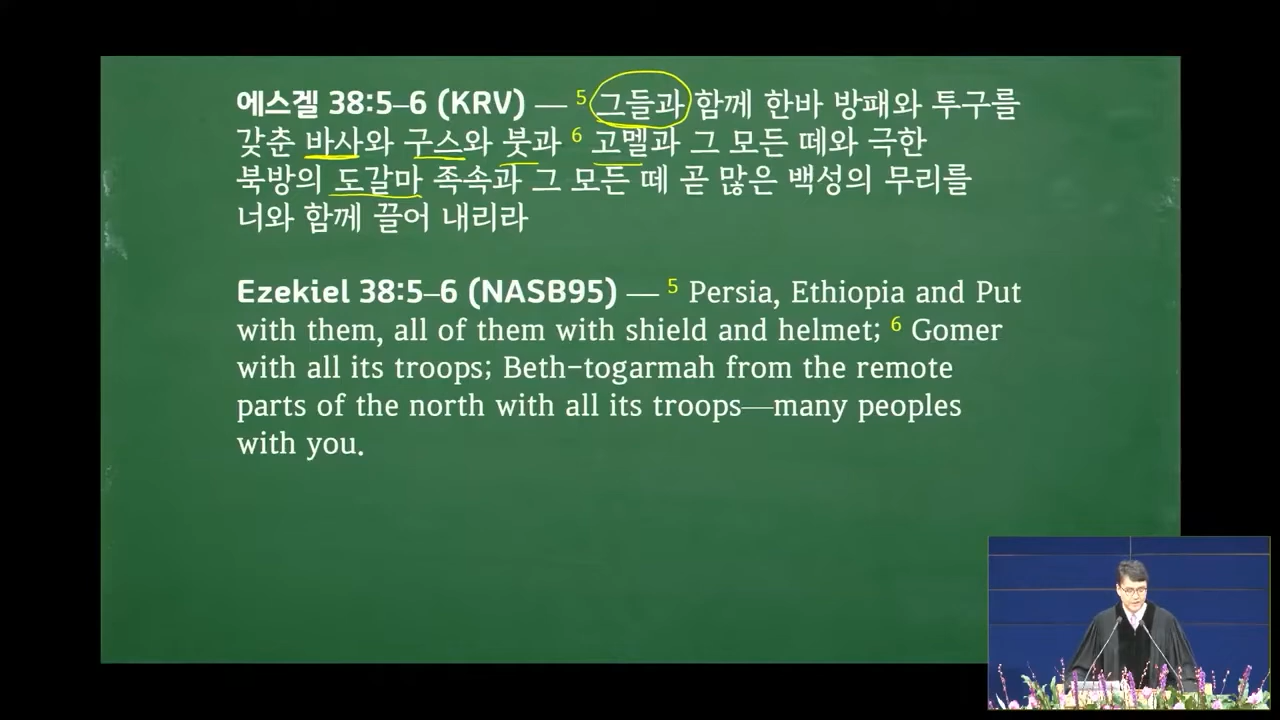 에스겔 38:5–6 (KRV) — 5 그들과 함께 한바 방패와 투구를
갖춘 바사와 구스와 붓과 6 고멜과 그 모든 떼와 극한
북방의 도갈마 족속과 그 모든 떼 곧 많은 백성의 무리를
너와 함께 끌어 내리라
Ezekiel 38:5–6 (NASB95) — 5 Persia, Ethiopia and Put
with them, all of them with shield and helmet; 6 Gomer
with all its troops; Beth-togarmah from the remote
parts of the north with all its troops—many peoples
with you.